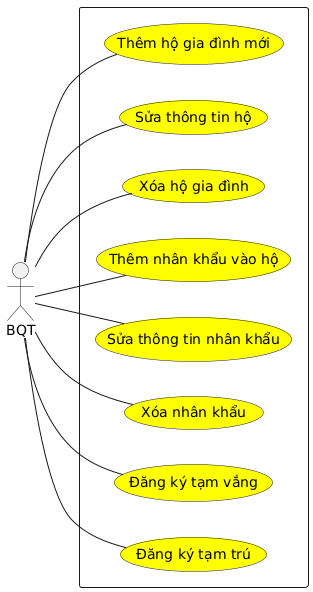 Thêm hộ gia đình mới
Sửa thông tin hộ
Xóa hộ gia đình
Thêm nhân khẩu vào hộ
BQT
Sửa thông tin nhân khẩu
Xóa nhân khẩu
Đăng ký tạm vắng
Đăng ký tạm trú